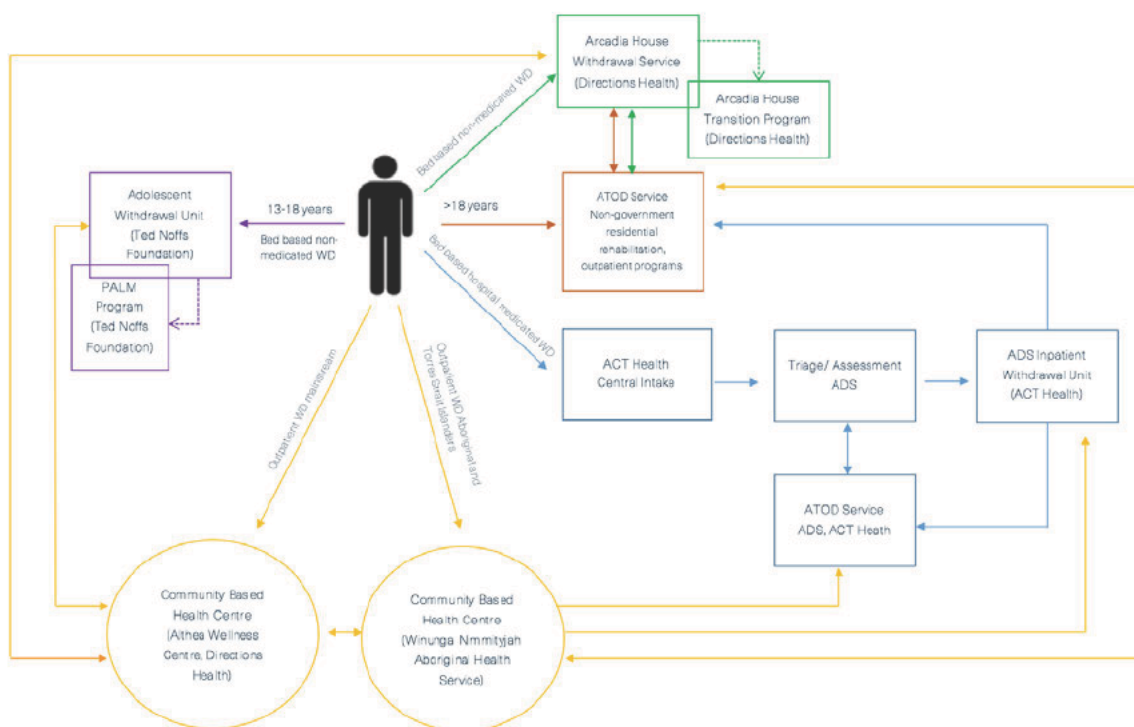 Arcadia House
Withdrawal Service
(Directions Health)
Arcadia House
Transition Program
(Directions Health)
Bed based non-medicated WD
Adolescent
Withdrawal Unit
(Ted Noffs
Foundation)
PALM
Program
(Ted Noffs
Foundation)
13-18 years
Bed based non-
medicated WD
>18 years
ATOD Service
Non-government
residential
rehabilitation,
outpatient programs
Bed based hospital medicated WD
ACT Health
Central Intake
Triage/ Assessment
ADS
ADS Inpatient
Withdrawal Unit
(ACT Health)
ATOD Service
ADS, ACT Heath
Outpatient WD mainstream
Outpatient WD Aboriginal and
Torres Strait Islanders
Community Based
Health Centre
(Althea Wellness
Centre, Directions
Health)
Community Based
Health Centre
(Winunga Nmmityjah
Aboriginal Health
Service)